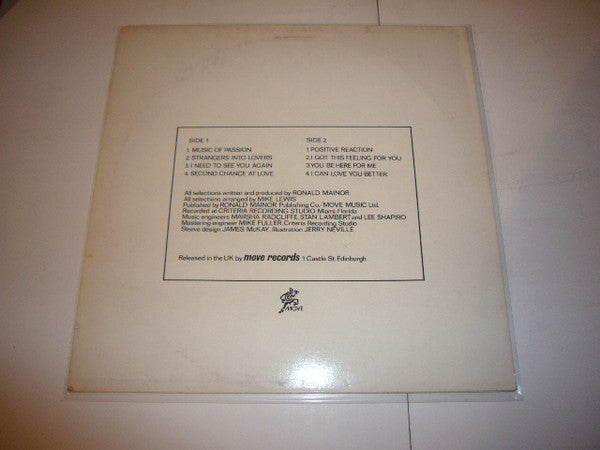 SIDE 1
1. MUSIC OF PASSION
2. STRANGERS INTO LOVERS
3. I NEED TO SEE YOU AGAIN
4. SECOND CHANCE AT LOVE
SIDE 2
1. POSITIVE REACTION
2. I GOT THIS FEELING FOR YOU
3. YOU BE HERE FOR ME
4. I CAN LOVE YOU BETTER
All selections written and produced by RONALD MAINOR
All selections arranged by MIKE LEWIS
Published by RONALD MAINOR Publishing Co./MOVE MUSIC Ltd.
Recorded at CRITERIA RECORDING STUDIO Miami Florida
Music engineers MARSHA RADCLIFFE, STAN LAMBERT and LEE SHAPIRO
Mastering engineer MIKE FULLER, Criteria Recording Studio
Sleeve design JAMES McKAY, Illustration JERRY NEVILLE
Released in the UK by move records 1, Castle St. Edinburgh
MOVE